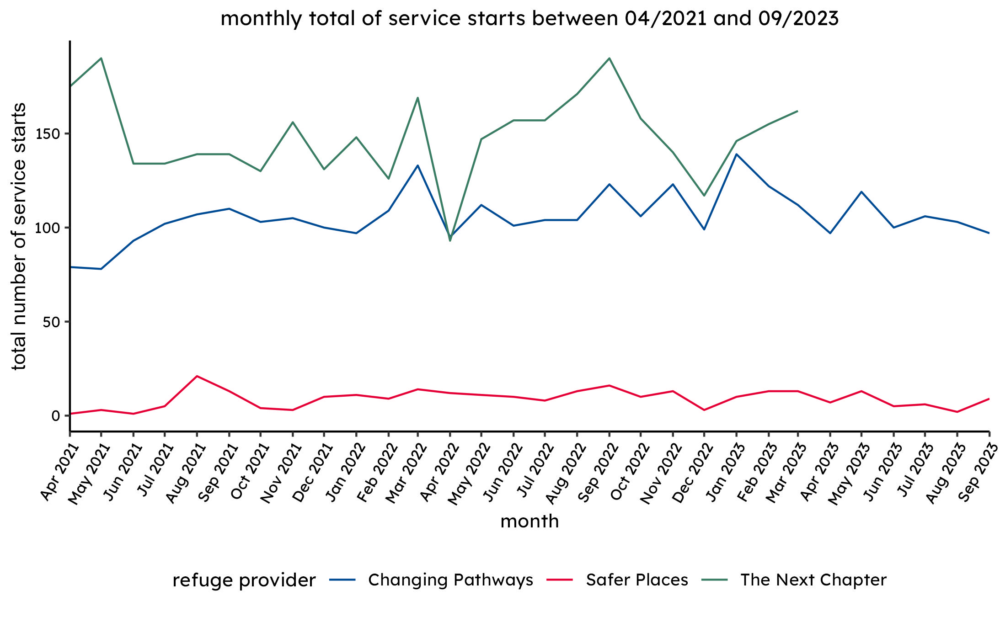 monthly total of service starts between 04/2021 and 09/2023
total number of service starts
150
100
50
0
Apr 2021
May 2021
Jun 2021
Jul 2021
Aug 2021
Sep 2021
Oct 2021
Nov 2021
Dec 2021
Jan 2022
Feb 2022
Mar 2022
Apr 2022
May 2022
Jun 2022
Jul 2022
Aug 2022
Sep 2022
Oct 2022
Nov 2022
Dec 2022
Jan 2023
Feb 2023
Mar 2023
Apr 2023
May 2023
Jun 2023
Jul 2023
Aug 2023
Sep 2023
month
refuge provider Changing Pathways Safer Places The Next Chapter